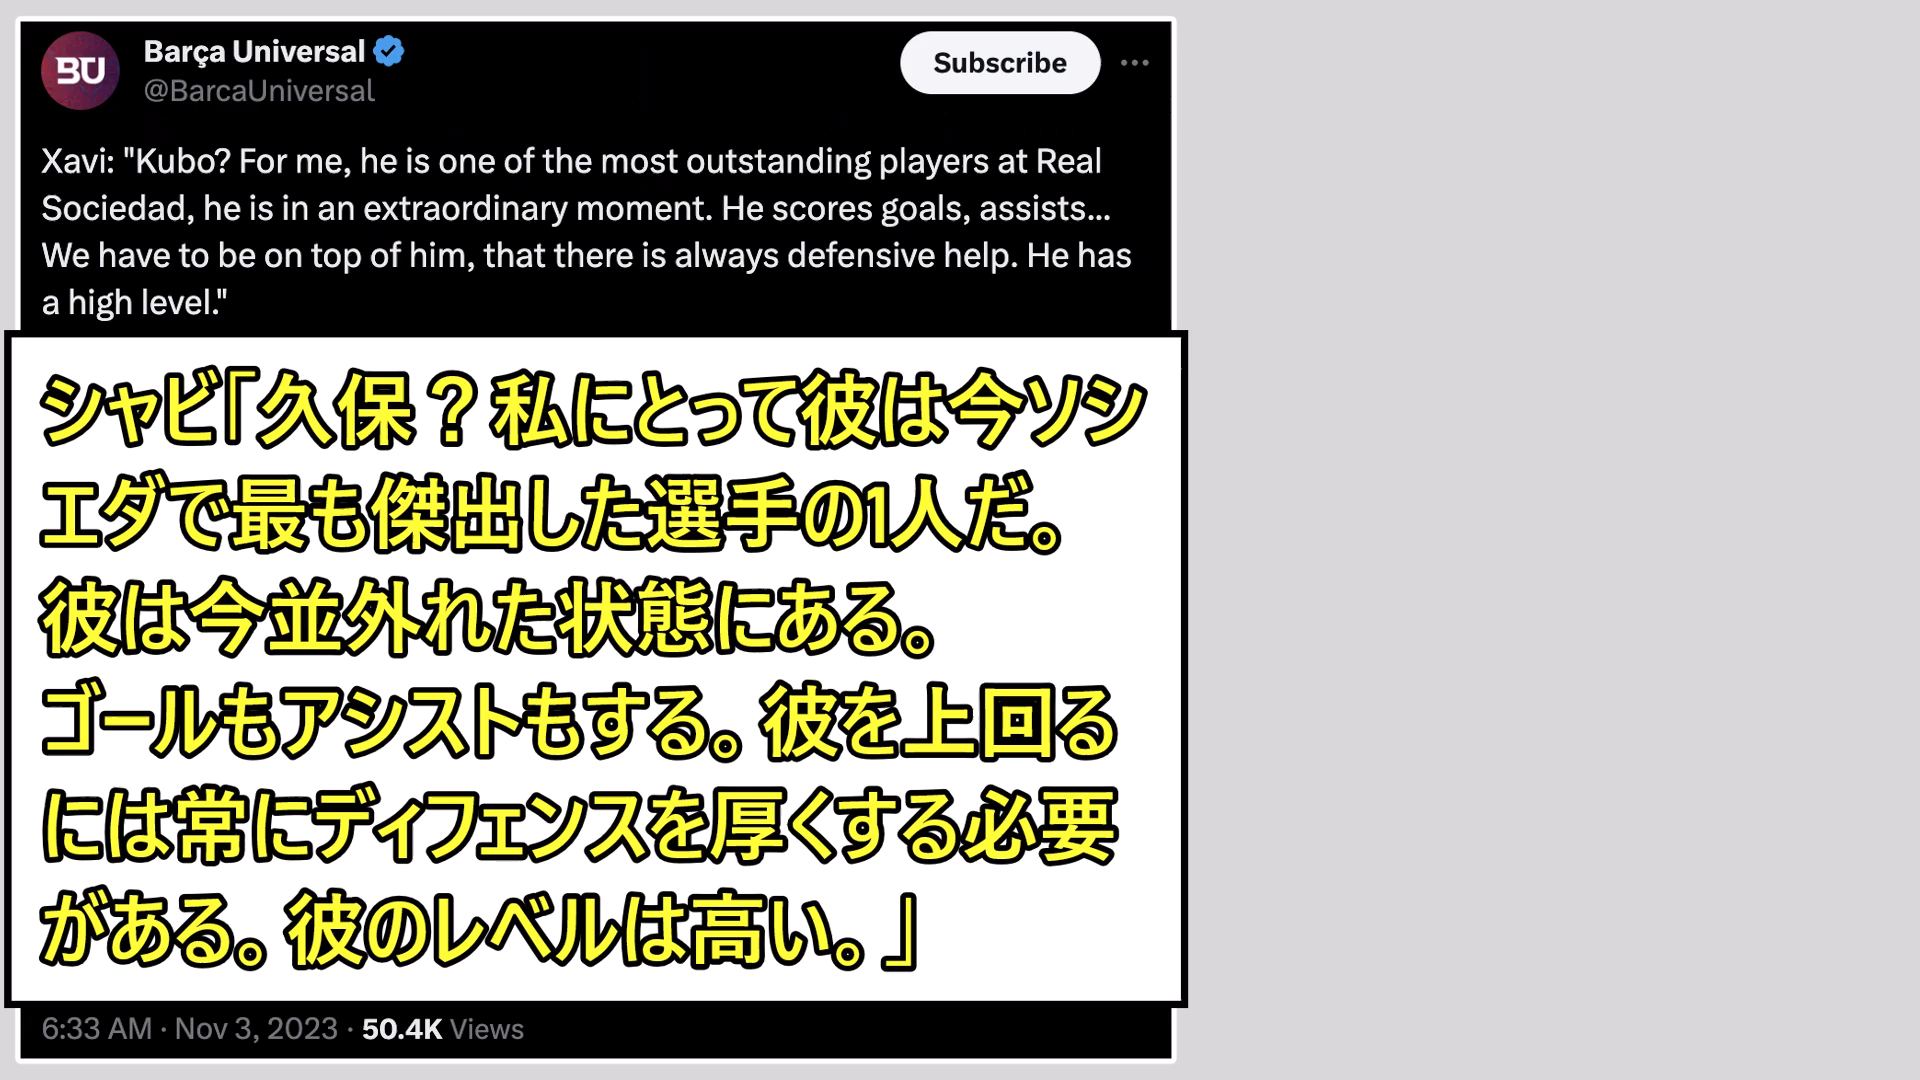 BU
Barça Universal
@BarcaUniversal
Subscribe
Xavi: "Kubo? For me, he is one of the most outstanding players at Real
Sociedad, he is in an extraordinary moment. He scores goals, assists...
We have to be on top of him, that there is always defensive help. He has
a high level."
シャビ「久保？私にとって彼は今ソシ
エダで最も傑出した選手の1人だ。
彼は今並外れた状態にある。
ゴールもアシストもする。彼を上回る
には常にディフェンスを厚くする必要
がある。彼のレベルは高い。」
6:33 AM · Nov 3, 2023 · 50.4K Views